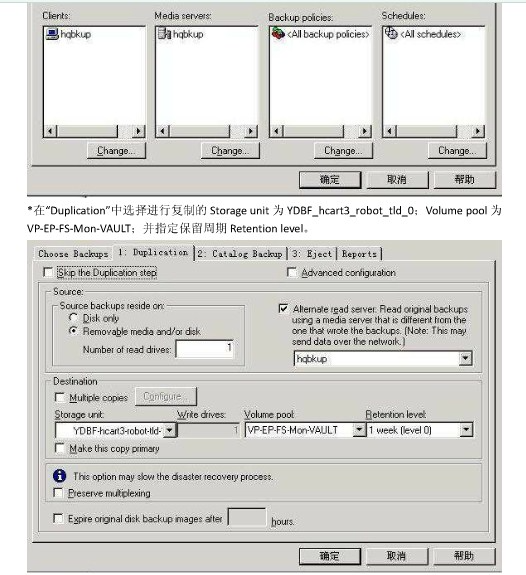 Clients: Media servers: Backup policies: Schedules:
hqbkup hqbkup <All backup policies> <All schedules>
Change... Change... Change... Change...
确定 取消 帮助
*在“Duplication”中选择进行复制的 Storage unit 为 YDBF_hcart3_robot_tld_0；Volume pool 为
VP-EP-FS-Mon-VAULT；并指定保留周期 Retention level。
Choose Backups 1: Duplication 2: Catalog Backup 3: Eject Reports
Skip the Duplication step Advanced configuration
Source:
Source backups reside on:
Disk only
Removable media and/or disk
Number of read drives: 1
Alternate read server. Read original backups
using a media server that is different from the
one that wrote the backups. (Note: This may
send data over the network.)
hqbkup
Destination
Multiple copies Configure...
Storage unit: Write drives: Volume pool: Retention level:
YDBF-hcart3-robot-tld- 1 VP-EP-FS-Mon-VAULT 1 week (level 0)
Make this copy primary
This option may slow the disaster recovery process.
Preserve multiplexing
Expire original disk backup images after hours.
确定 取消 帮助